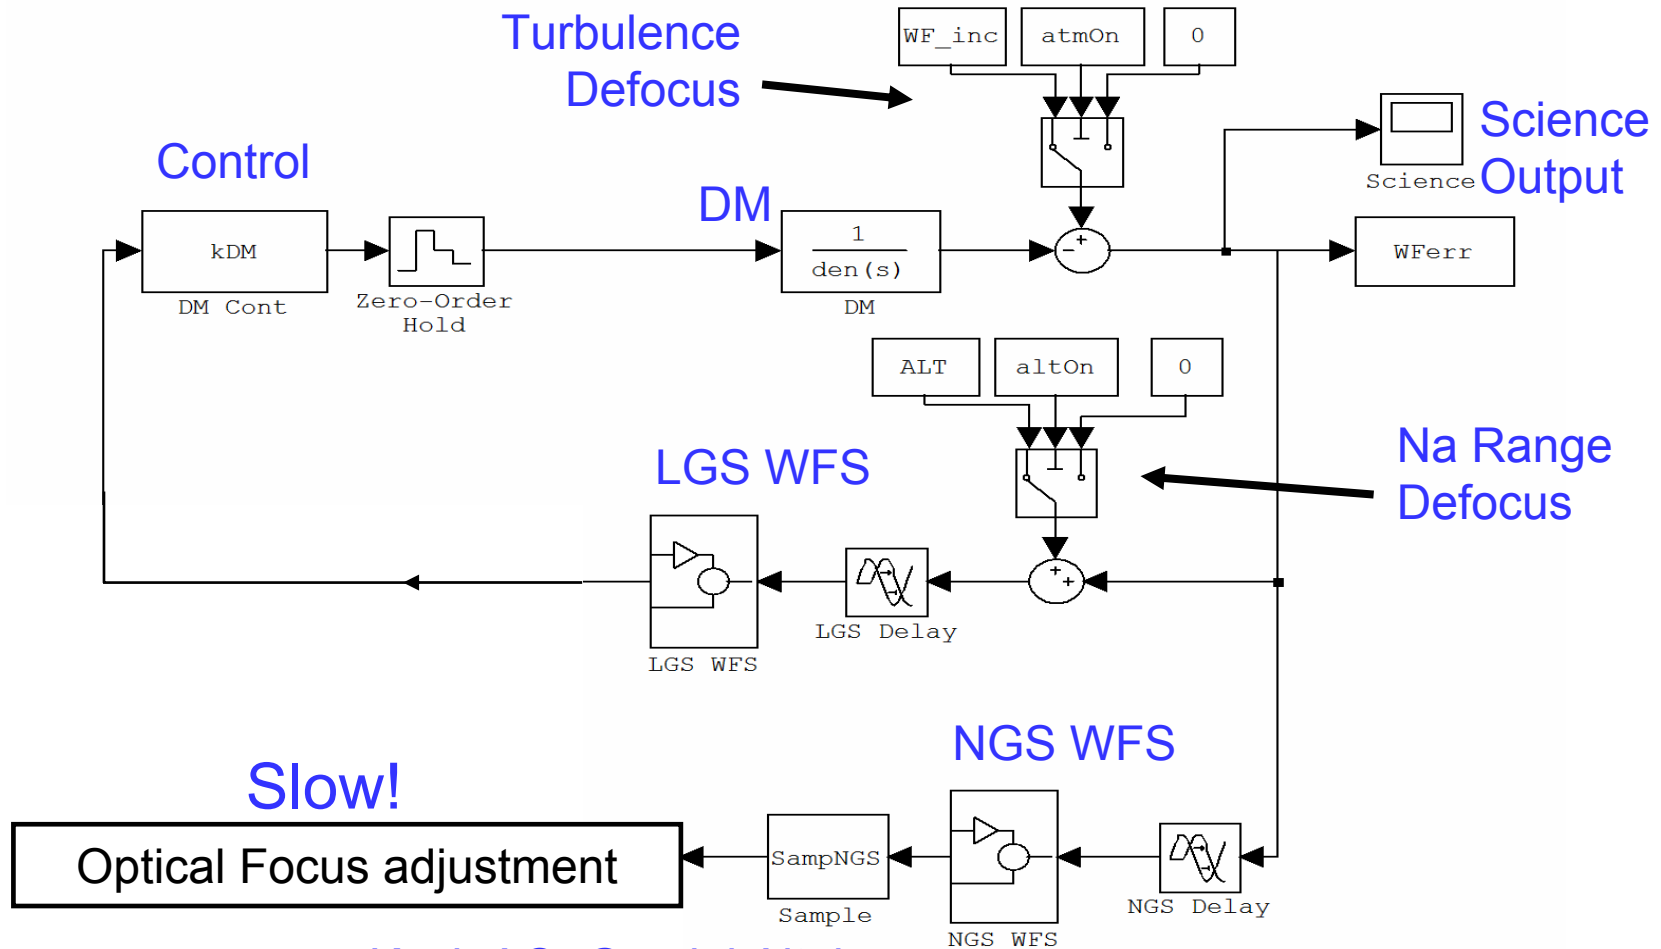 Turbulence
Defocus
WF_inc
atmOn
0
Science
Output
Science
Control
DM
kDM
DM Cont
Zero-Order
Hold
1
den(s)
DM
+
−
WFerr
ALT
altOn
0
Na Range
Defocus
LGS WFS
+
+
LGS Delay
LGS WFS
NGS WFS
Slow!
Optical Focus adjustment
SampNGS
Sample
NGS WFS
NGS Delay